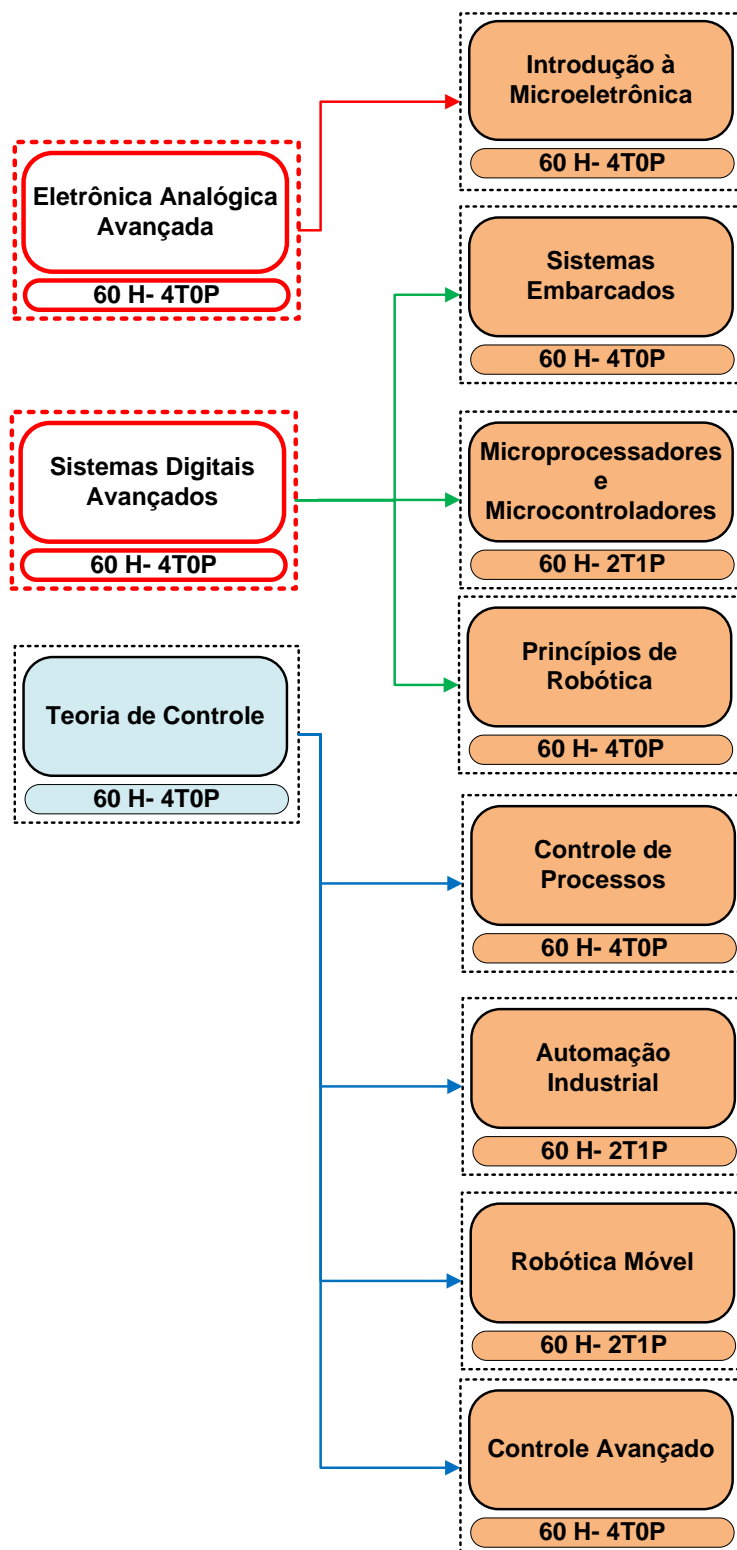 Introdução à
Microeletrônica
60 H- 4T0P
Eletrônica Analógica
Avançada
60 H- 4T0P
Sistemas
Embarcados
60 H- 4T0P
Sistemas Digitais
Avançados
60 H- 4T0P
Microprocessadores
e
Microcontroladores
60 H- 2T1P
Princípios de
Robótica
60 H- 4T0P
Teoria de Controle
60 H- 4T0P
Controle de
Processos
60 H- 4T0P
Automação
Industrial
60 H- 2T1P
Robótica Móvel
60 H- 2T1P
Controle Avançado
60 H- 4T0P